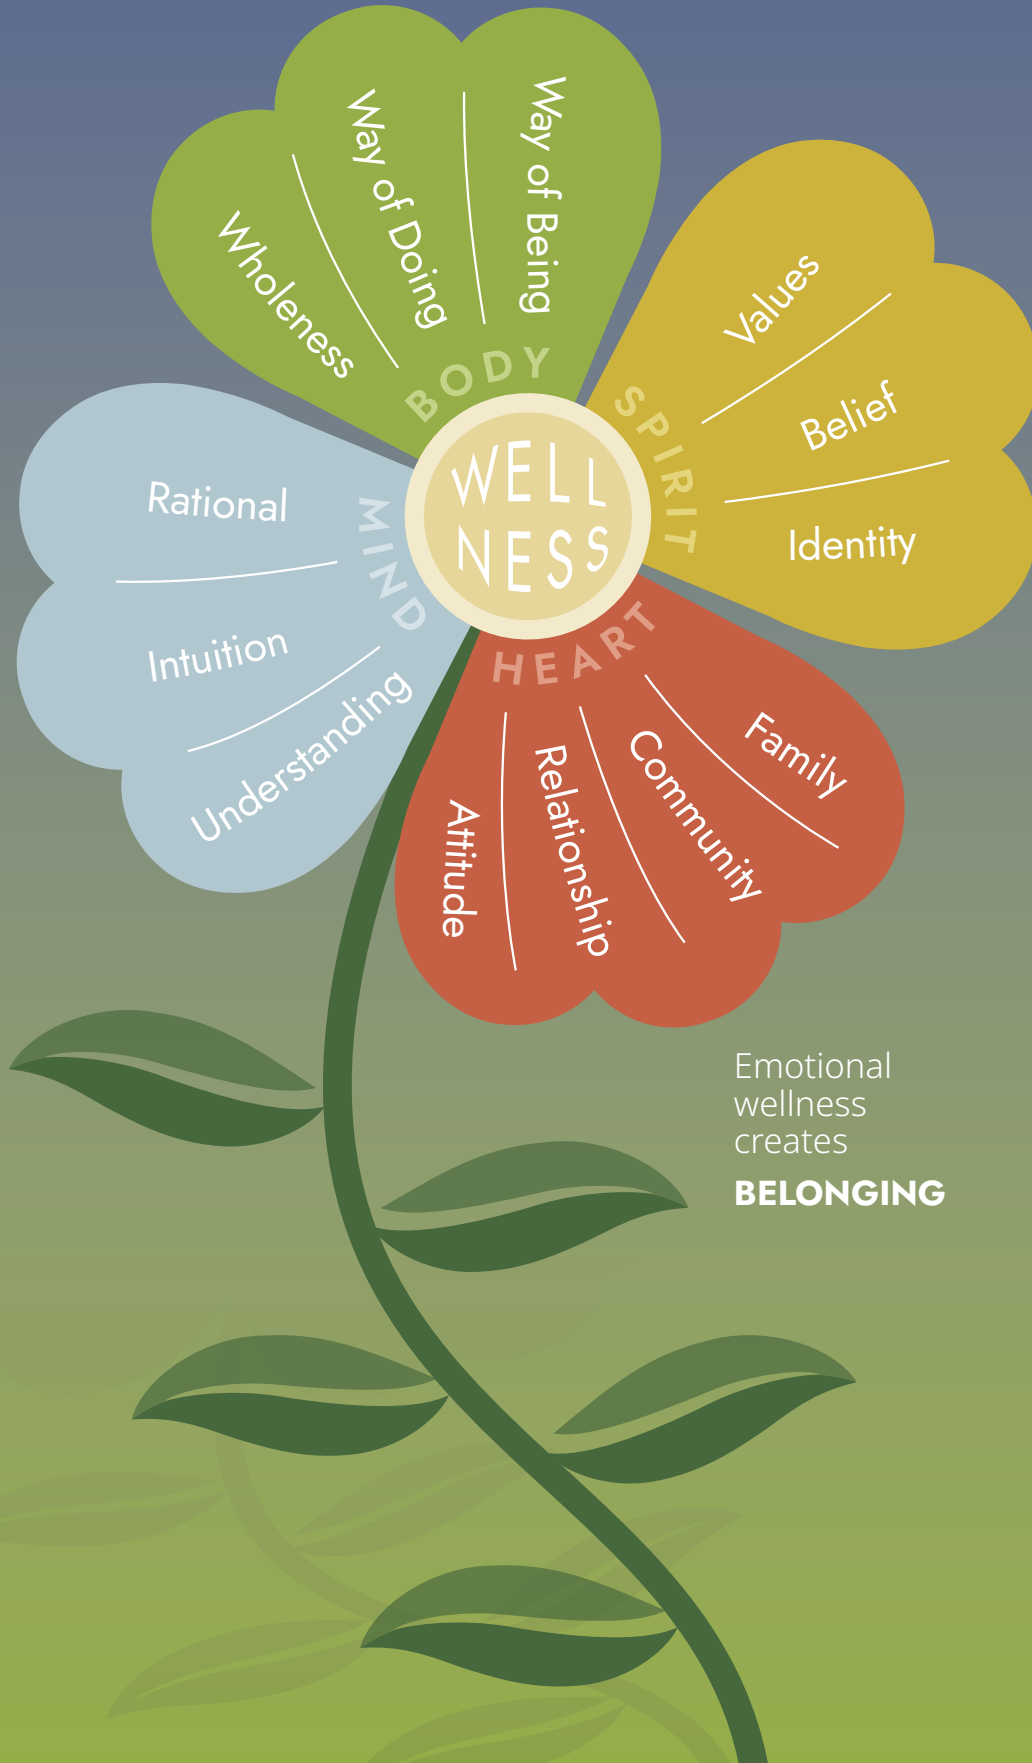 Wholeness
Way of Doing
Way of Being
BODY
Values
Belief
Identity
SPIRIT
WELL
NESS
Rational
Intuition
Understanding
MIND
HEART
Attitude
Relationship
Community
Family
Emotional
wellness
creates
BELONGING